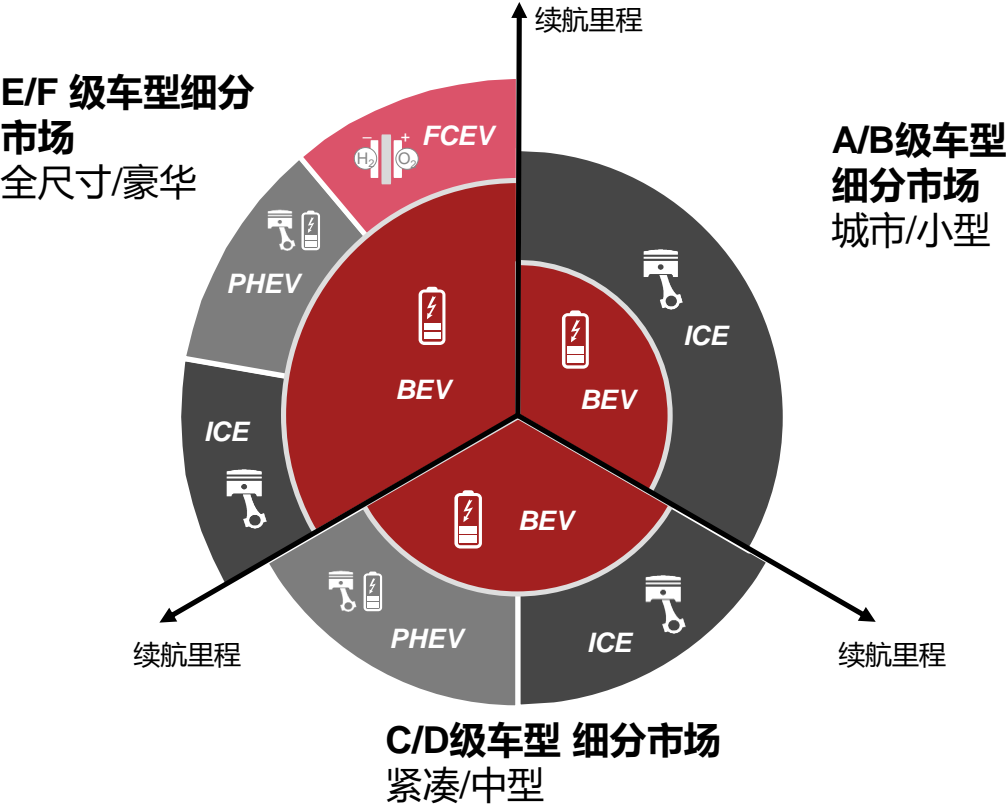 续航里程
E/F 级车型细分
市场
全尺寸/豪华
A/B级车型
细分市场
城市/小型
FCEV
− +
H2 O2
PHEV
ICE
BEV
ICE
BEV
ICE
BEV
PHEV
ICE
续航里程
续航里程
C/D级车型 细分市场
紧凑/中型